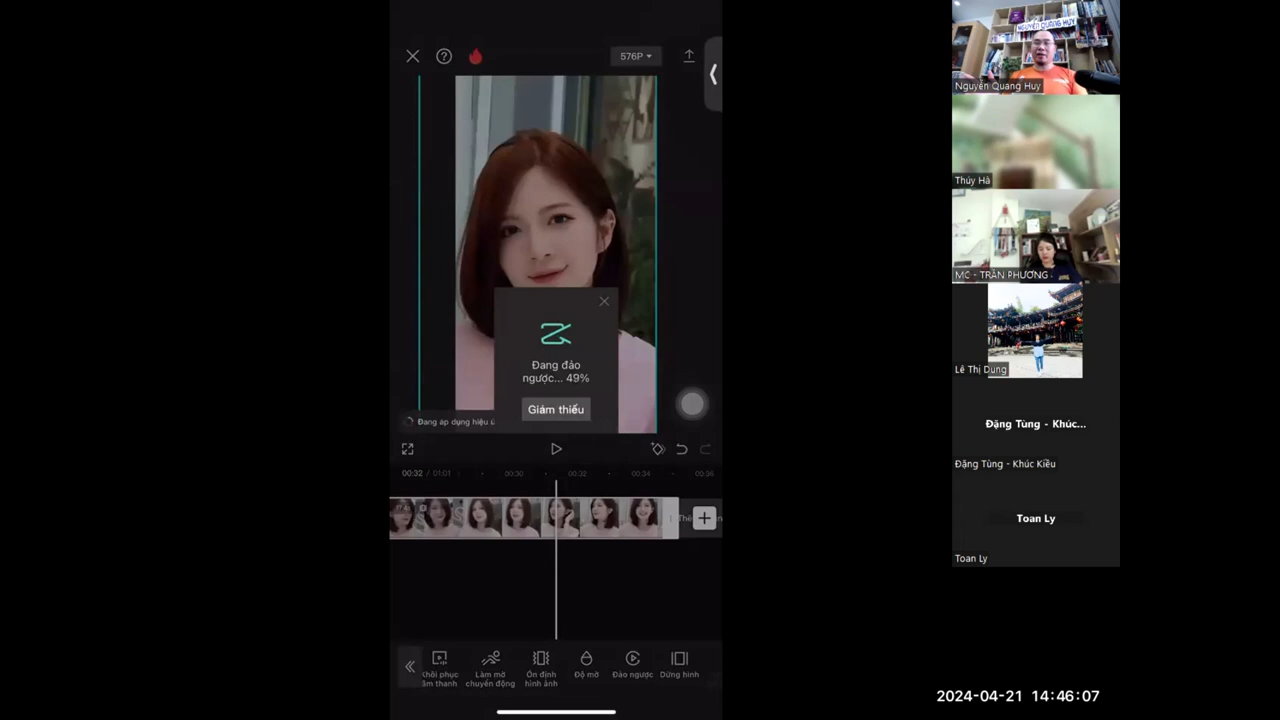 576P
Đang đảo
ngược... 49%
Giảm thiểu
Đang áp dụng hiệu ứ
00:32 / 01:01
00:30
00:32
00:34
00:36
Khôi phục
âm thanh
Làm mờ
chuyển động
Ổn định
hình ảnh
Độ mờ
Đảo ngược
Dừng hình
NGUYỄN QUANG HUY
Nguyễn Quang Huy
Thúy Hà
MC - TRẦN PHƯƠNG -
Lê Thị Dung
Đặng Tùng - Khúc...
Đặng Tùng - Khúc Kiều
Toan Ly
Toan Ly
2024-04-21 14:46:07